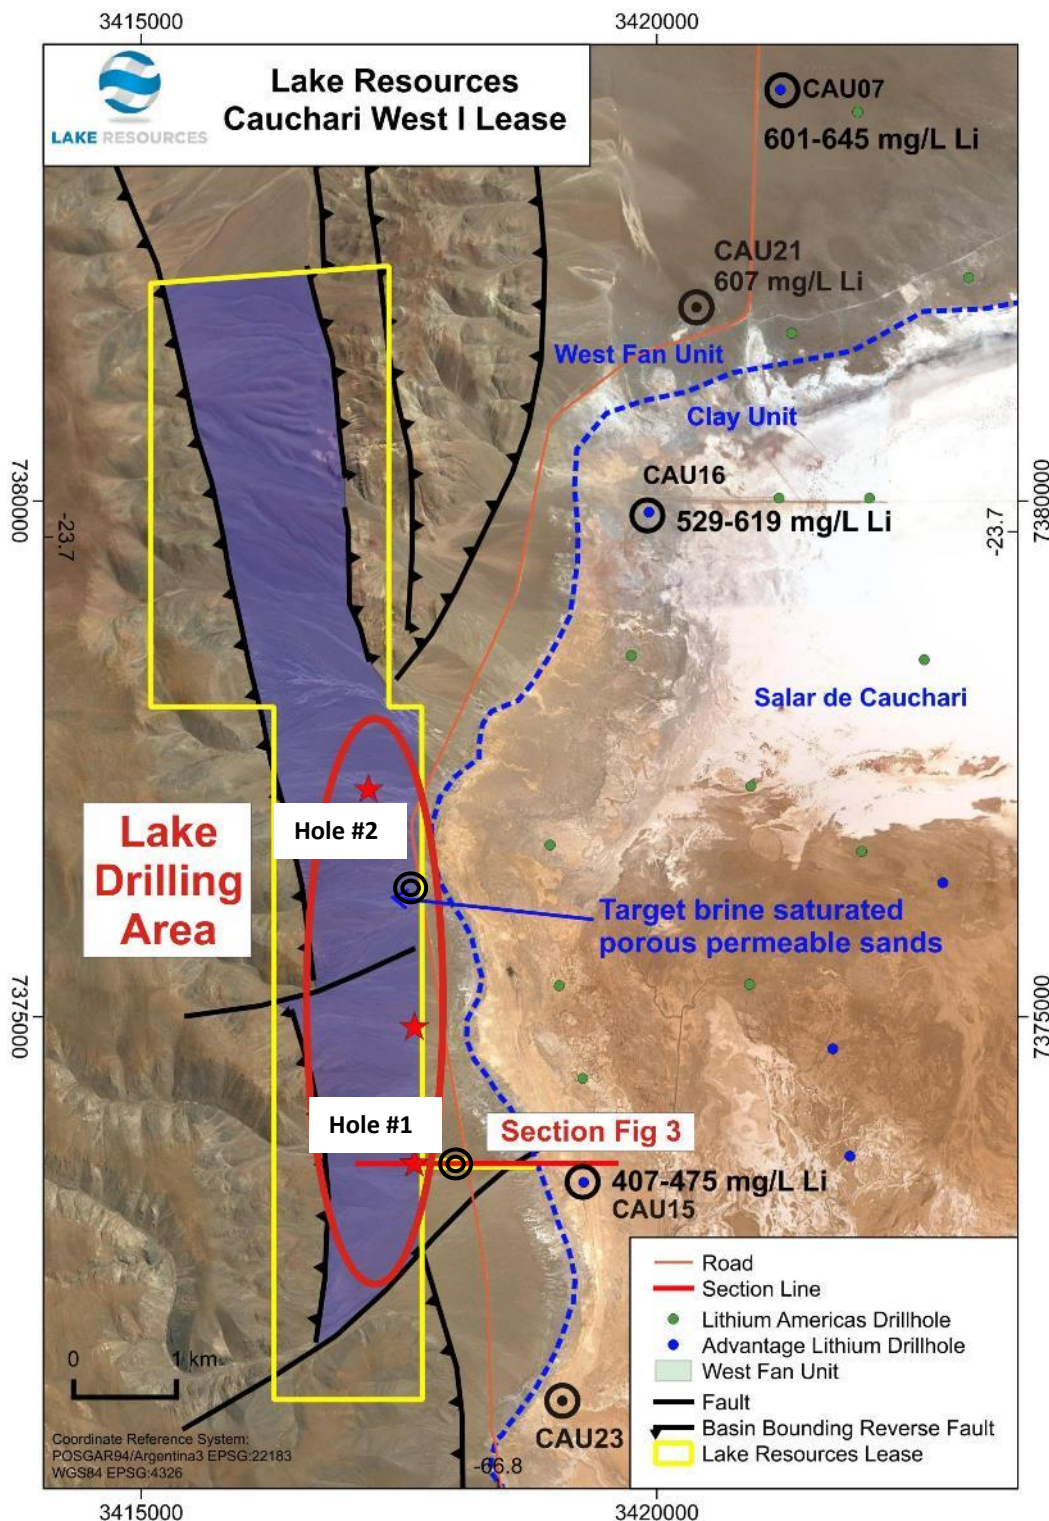 3415000
3420000
LAKE RESOURCES
Lake Resources
Cauchari West I Lease
CAU07
601-645 mg/L Li
CAU21
607 mg/L Li
West Fan Unit
Clay Unit
CAU16
529-619 mg/L Li
7380000
-23.7
-23.7
7380000
Salar de Cauchari
Lake
Drilling
Area
Hole #2
Target brine saturated
porous permeable sands
7375000
7375000
Hole #1
Section Fig 3
407-475 mg/L Li
CAU15
CAU23
-66.8
0 1 km
Coordinate Reference System:
POSGAR94/Argentina3 EPSG:22183
WGS84 EPSG:4326
Road
Section Line
Lithium Americas Drillhole
Advantage Lithium Drillhole
West Fan Unit
Fault
Basin Bounding Reverse Fault
Lake Resources Lease
3415000
3420000